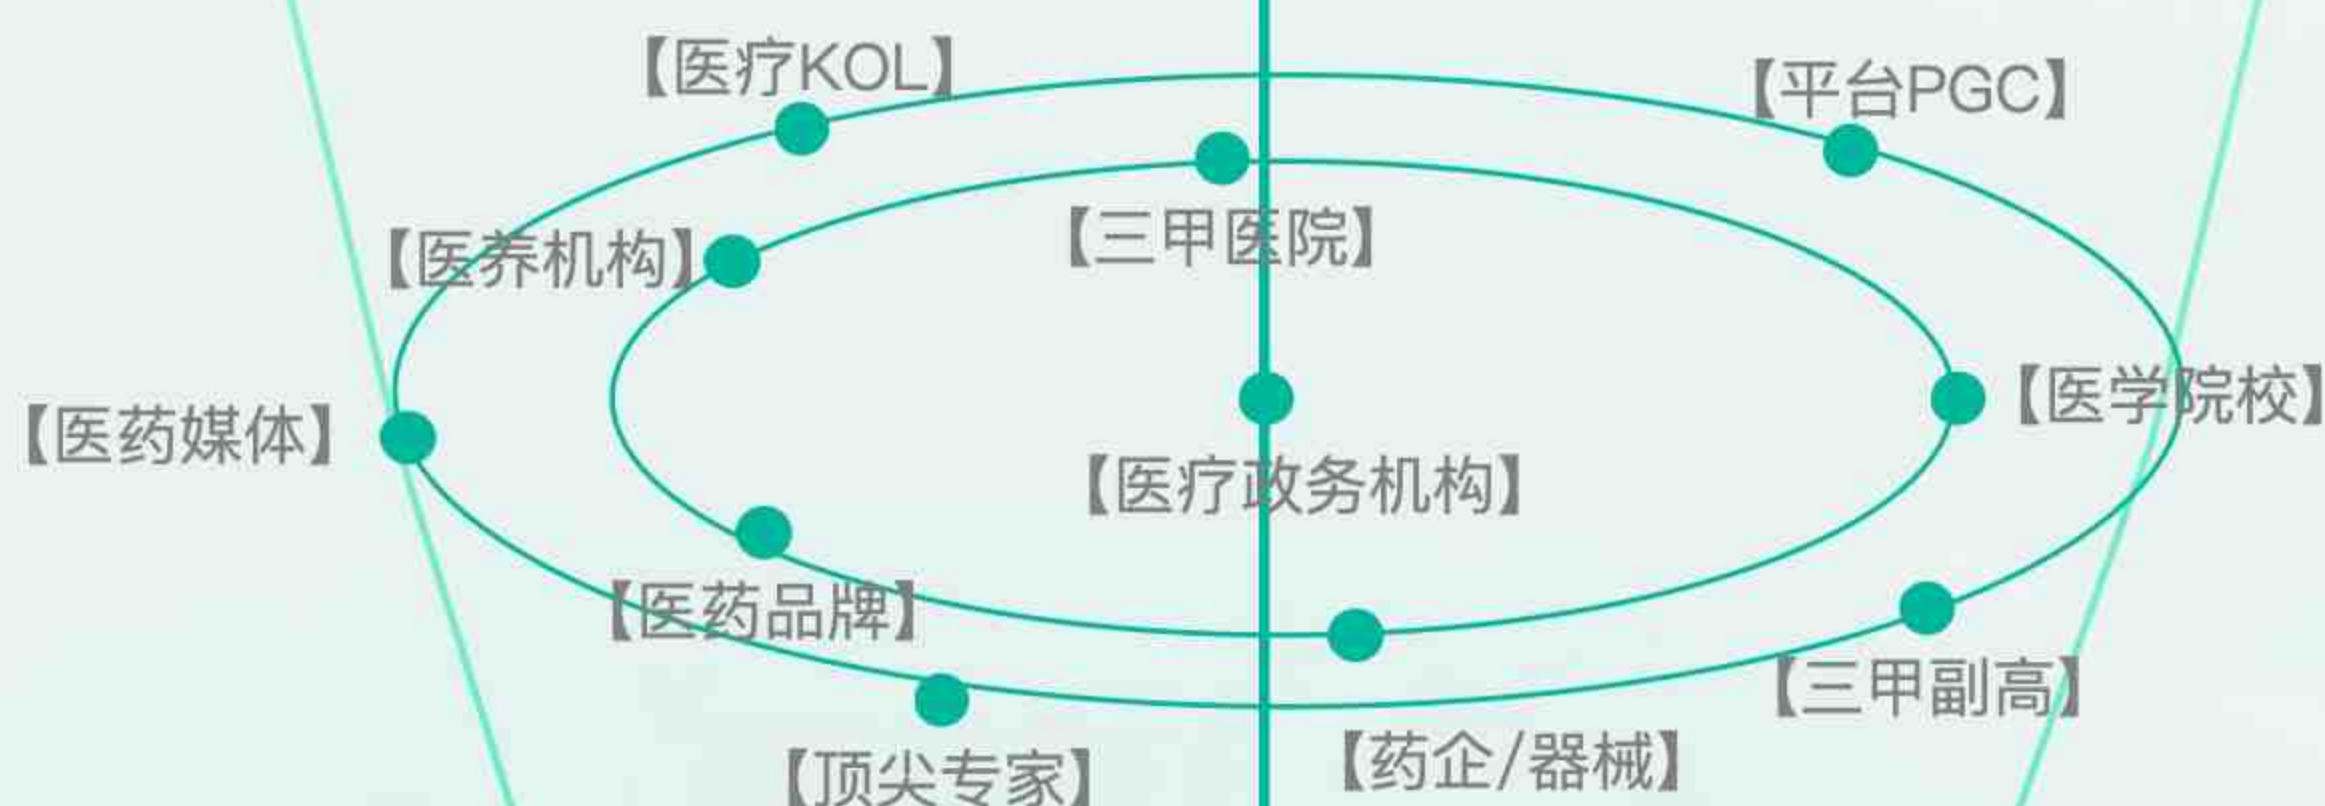 【医疗KOL】
【平台PGC】
【三甲医院】
【医养机构】
【医学院校】
【医药媒体】
【医疗政务机构】
【医药品牌】
【三甲副高】
【药企/器械】
【顶尖专家】